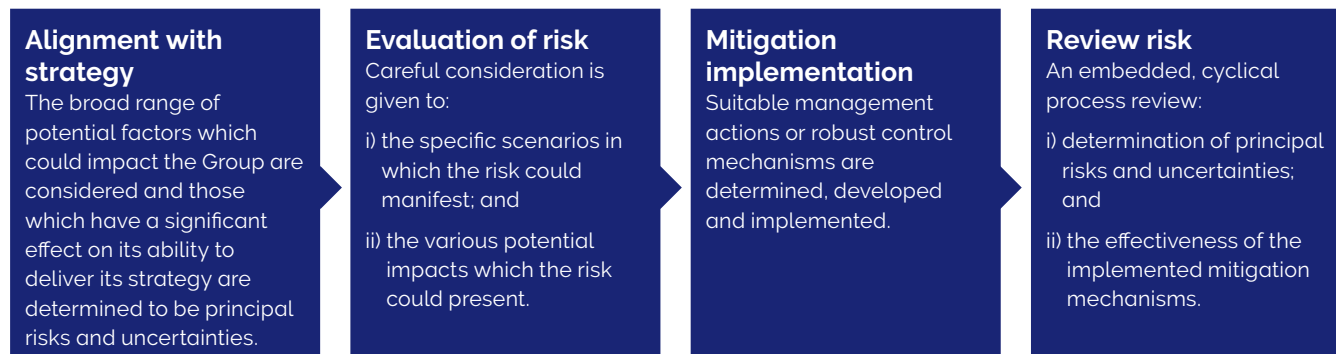 Alignment with
strategy
The broad range of
potential factors which
could impact the Group are
considered and those
which have a significant
effect on its ability to
deliver its strategy are
determined to be principal
risks and uncertainties.
Evaluation of risk
Careful consideration is
given to:
i) the specific scenarios in
which the risk could
manifest; and
ii) the various potential
impacts which the risk
could present.
Mitigation
implementation
Suitable management
actions or robust control
mechanisms are
determined, developed
and implemented.
Review risk
An embedded, cyclical
process review:
i) determination of principal
risks and uncertainties;
and
ii) the effectiveness of the
implemented mitigation
mechanisms.